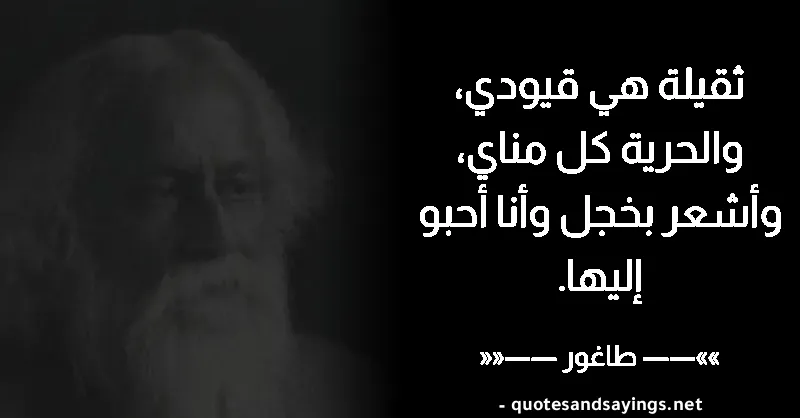 ثقيلة هي قيودي،
والحرية كل مناي،
وأشعر بخجل وأنا أحبو
إليها.
»»—— طاغور ——««
- quotesandsayings.net